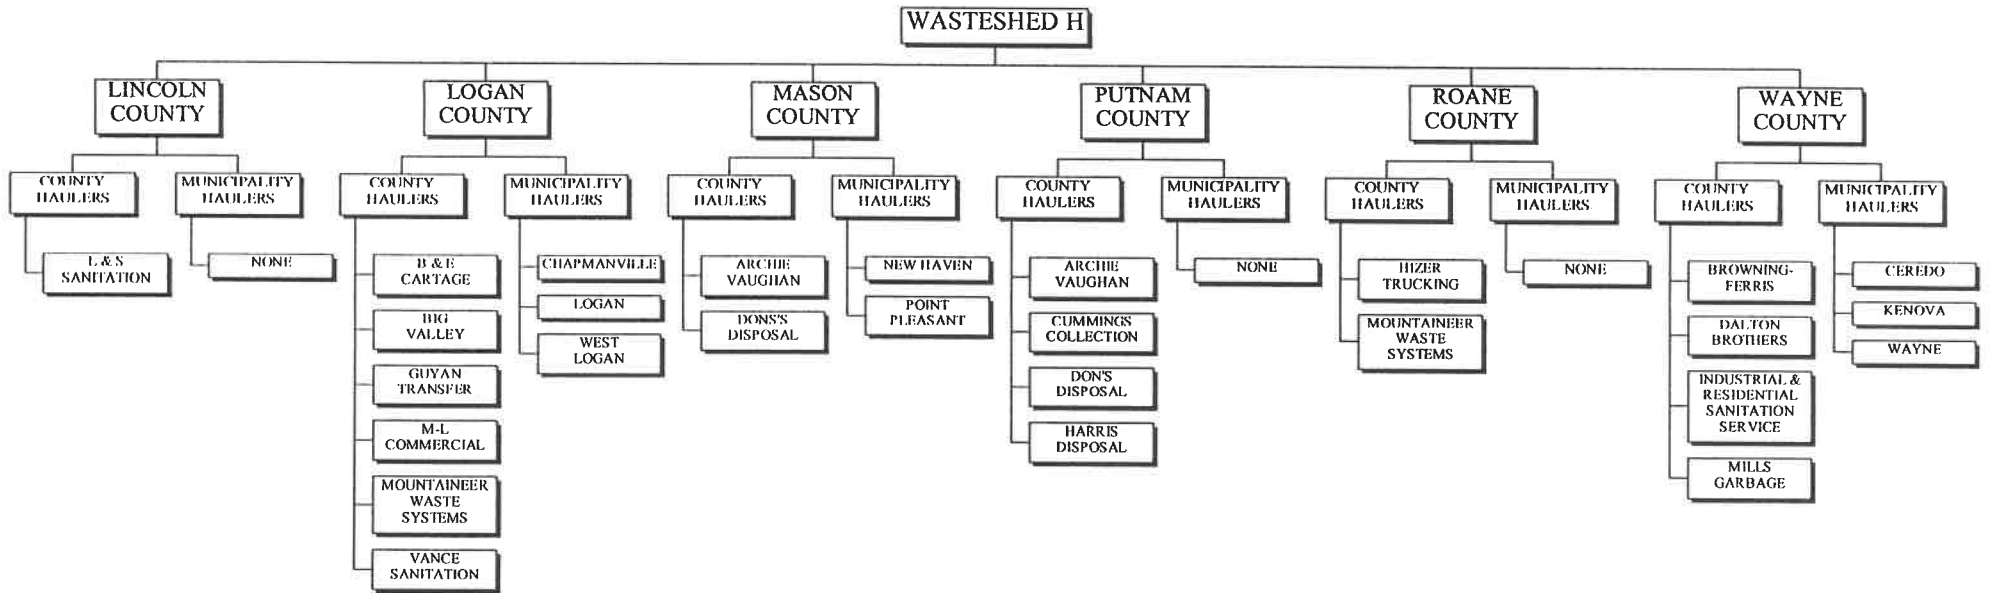 WASTESHED H
LINCOLN
COUNTY
COUNTY
HAULERS
L & S
SANITATION
MUNICIPALITY
HAULERS
NONE
LOGAN
COUNTY
COUNTY
HAULERS
B & E
CARTAGE
BIG
VALLEY
GUYAN
TRANSFER
M-L
COMMERCIAL
MOUNTAINEER
WASTE
SYSTEMS
VANCE
SANITATION
MUNICIPALITY
HAULERS
CHAPMANVILLE
LOGAN
WEST
LOGAN
MASON
COUNTY
COUNTY
HAULERS
ARCHIE
VAUGHAN
DONS'S
DISPOSAL
MUNICIPALITY
HAULERS
NEW HAVEN
POINT
PLEASANT
PUTNAM
COUNTY
COUNTY
HAULERS
ARCHIE
VAUGHAN
CUMMINGS
COLLECTION
DON'S
DISPOSAL
HARRIS
DISPOSAL
MUNICIPALITY
HAULERS
NONE
ROANE
COUNTY
COUNTY
HAULERS
HIZER
TRUCKING
MOUNTAINEER
WASTE
SYSTEMS
MUNICIPALITY
HAULERS
NONE
WAYNE
COUNTY
COUNTY
HAULERS
BROWNING-
FERRIS
DALTON
BROTHERS
INDUSTRIAL &
RESIDENTIAL
SANITATION
SERVICE
MILLS
GARBAGE
MUNICIPALITY
HAULERS
CEREDO
KENOVA
WAYNE